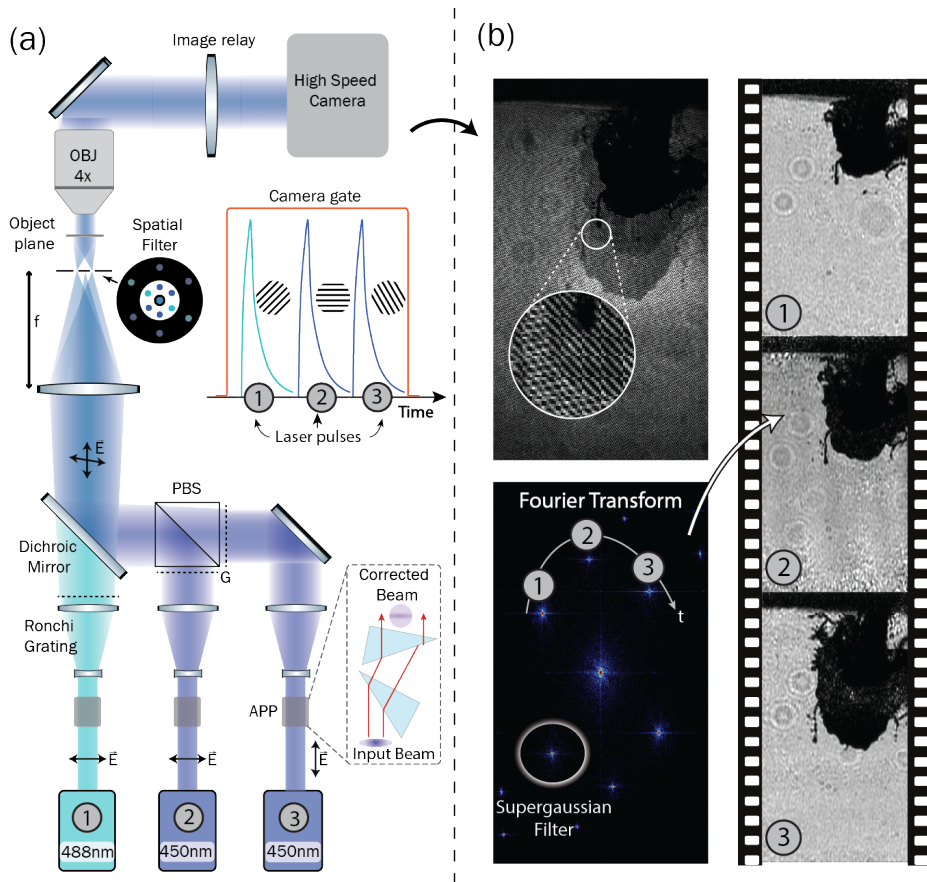 (a)
Image relay
High Speed
Camera
OBJ
4x
Object
plane
Spatial
Filter
f
Camera gate
1
2
3
Time
Laser pulses
E
PBS
Dichroic
Mirror
G
Ronchi
Grating
Corrected
Beam
APP
Input Beam
E
E
E
1
2
3
488nm
450nm
450nm
(b)
Fourier Transform
1
2
3
t
Supergaussian
Filter
1
2
3